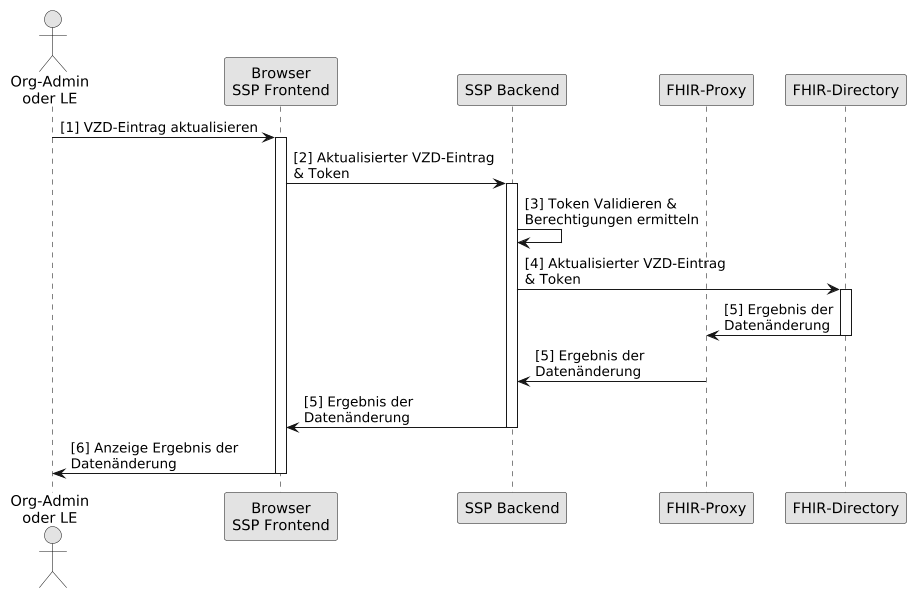 Org-Admin
oder LE
Browser
SSP Frontend
SSP Backend
FHIR-Proxy
FHIR-Directory
[1] VZD-Eintrag aktualisieren
[2] Aktualisierter VZD-Eintrag
& Token
[3] Token Validieren &
Berechtigungen ermitteln
[4] Aktualisierter VZD-Eintrag
& Token
[5] Ergebnis der
Datenänderung
[5] Ergebnis der
Datenänderung
[5] Ergebnis der
Datenänderung
[6] Anzeige Ergebnis der
Datenänderung
Org-Admin
oder LE
Browser
SSP Frontend
SSP Backend
FHIR-Proxy
FHIR-Directory